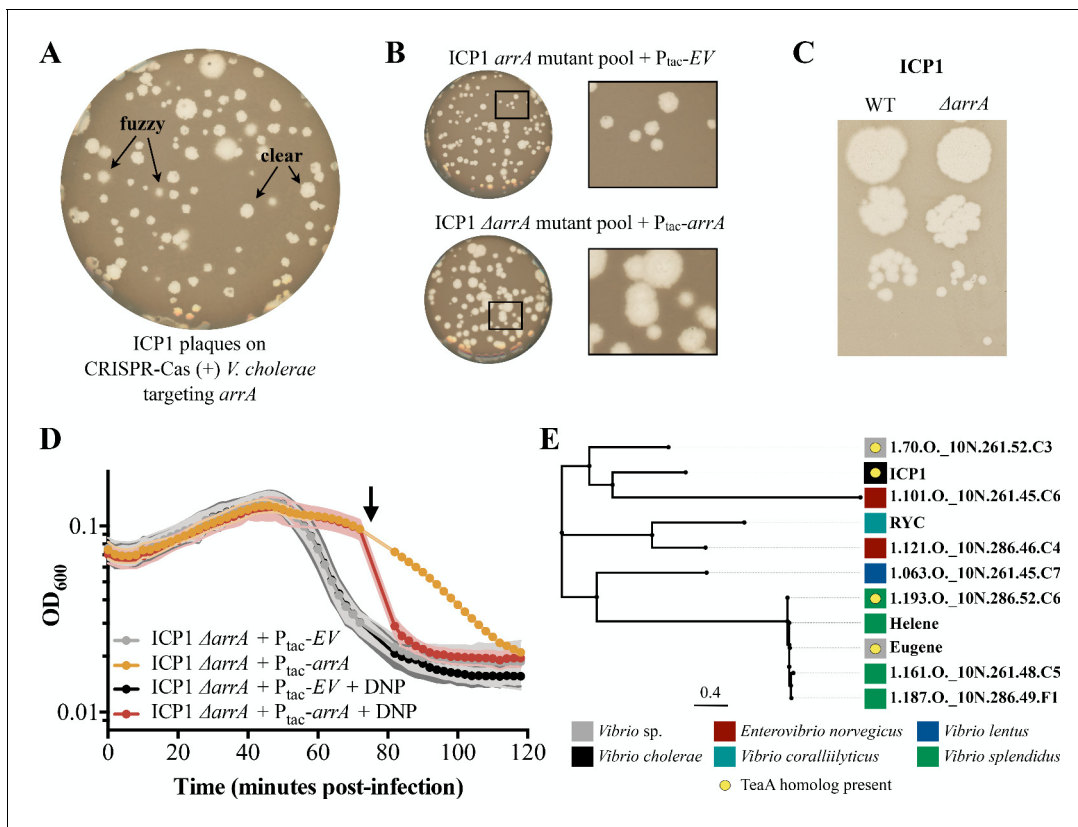 A
fuzzy
clear
ICP1 plaques on
CRISPR-Cas (+) V. cholerae
targeting arrA
B
ICP1 arrA mutant pool + Ptac-EV
ICP1 ΔarrA mutant pool + Ptac-arrA
C
ICP1
WT ΔarrA
D
OD600
0.1
0.01
ICP1 ΔarrA + Ptac-EV
ICP1 ΔarrA + Ptac-arrA
ICP1 ΔarrA + Ptac-EV + DNP
ICP1 ΔarrA + Ptac-arrA + DNP
0 20 40 60 80 100 120
Time (minutes post-infection)
E
1.70.O._10N.261.52.C3
ICP1
1.101.O._10N.261.45.C6
RYC
1.121.O._10N.286.46.C4
1.063.O._10N.261.45.C7
1.193.O._10N.286.52.C6
Helene
Eugene
1.161.O._10N.261.48.C5
1.187.O._10N.286.49.F1
0.4
Vibrio sp.
Enterovibrio norvegicus
Vibrio lentus
Vibrio cholerae
Vibrio coralliilyticus
Vibrio splendidus
TeaA homolog present